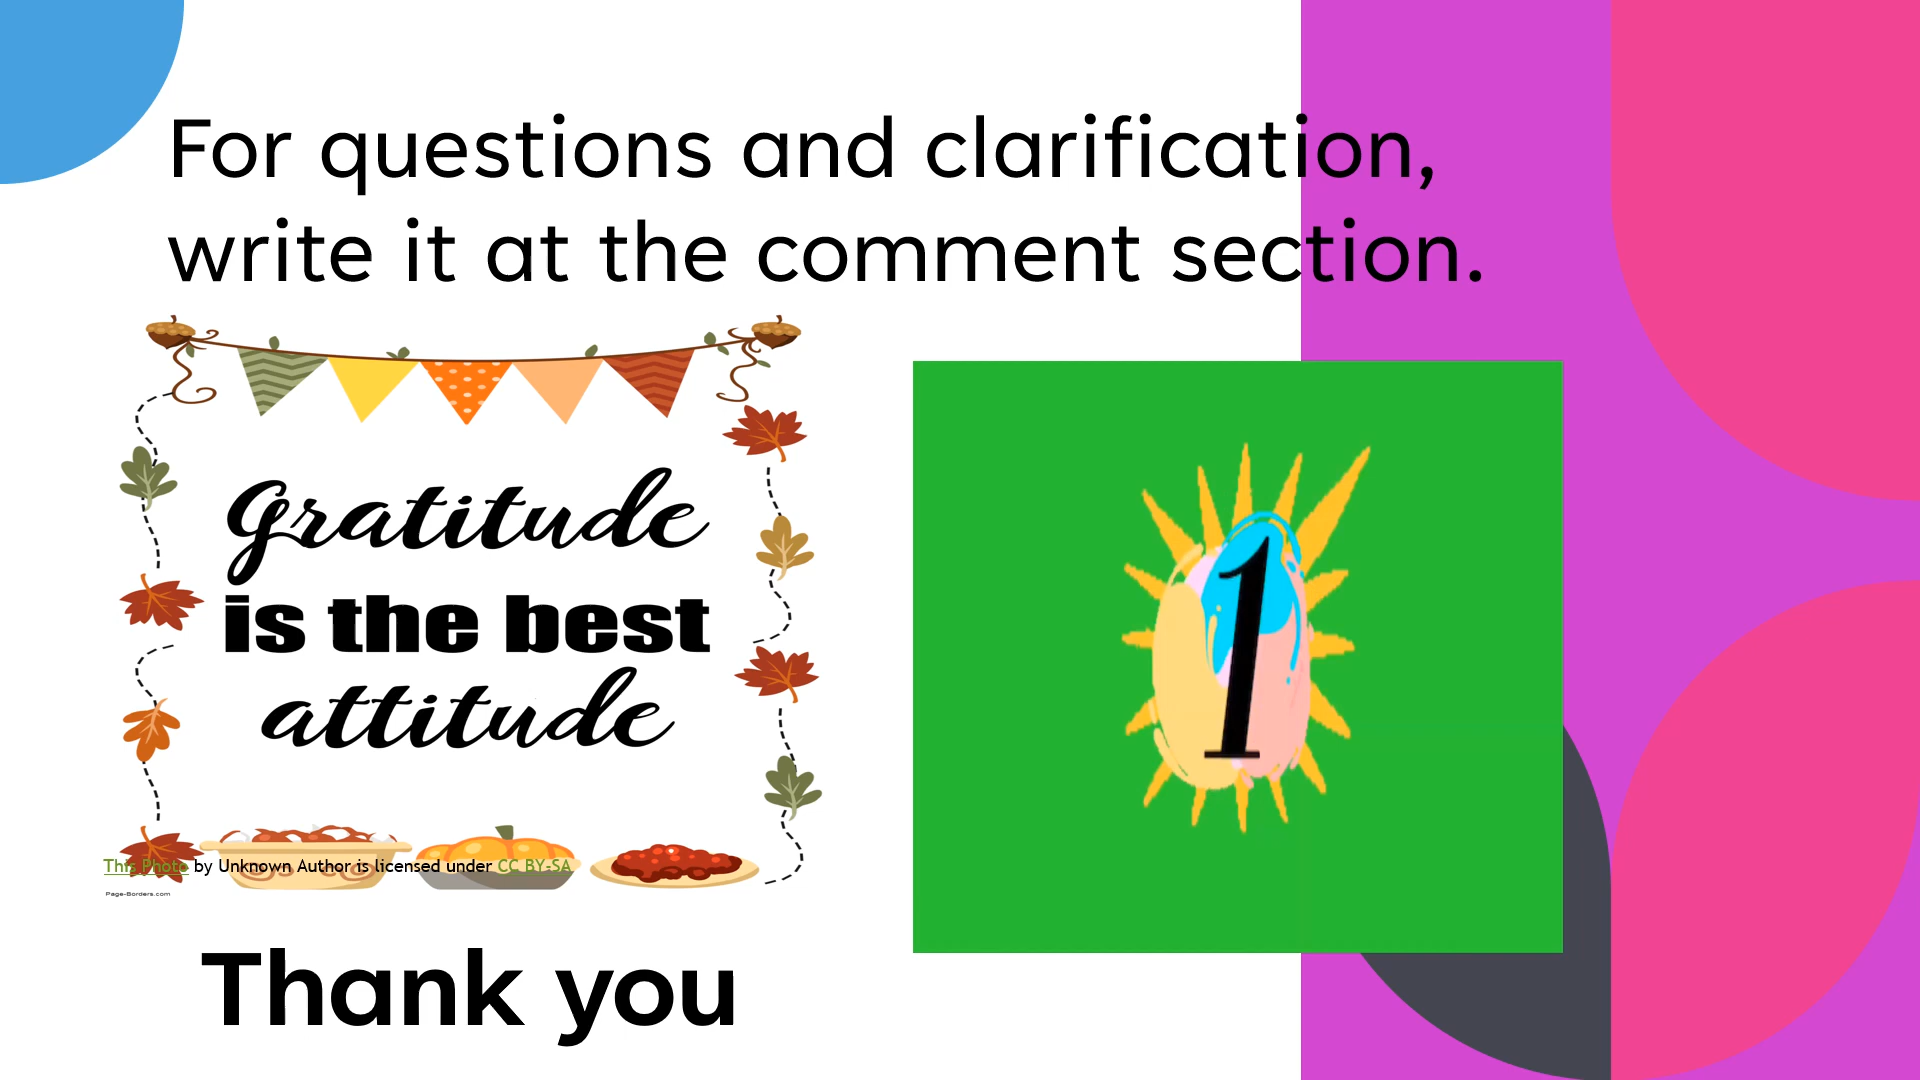 For questions and clarification,
write it at the comment section.
Gratitude
is the best
attitude
1
This Photo by Unknown Author is licensed under CC BY-SA
Page-Borders.com
Thank you